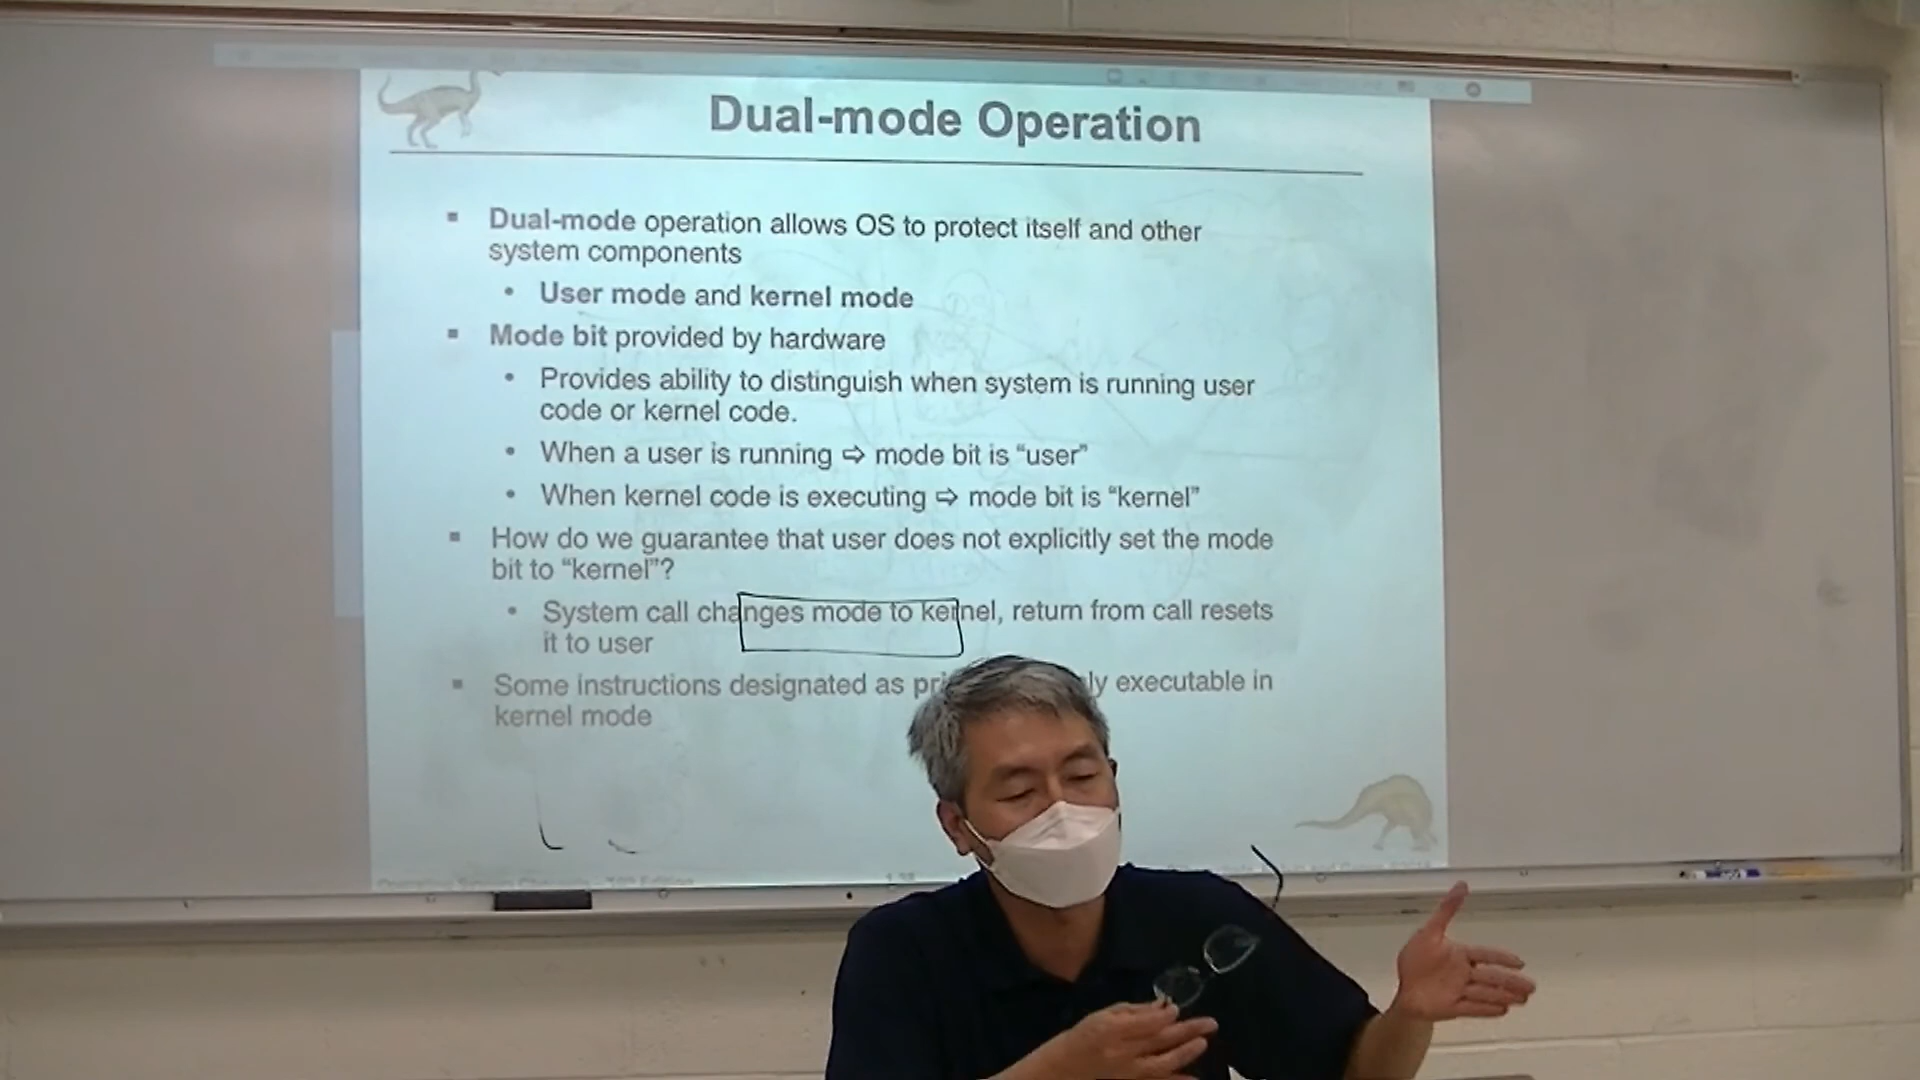 Dual-mode Operation
Dual-mode operation allows OS to protect itself and other
system components
User mode and kernel mode
Mode bit provided by hardware
Provides ability to distinguish when system is running user
code or kernel code.
When a user is running ⇨ mode bit is “user”
When kernel code is executing ⇨ mode bit is “kernel”
How do we guarantee that user does not explicitly set the mode
bit to “kernel”?
System call changes mode to kernel, return from call resets
it to user
Some instructions designated as executable in
kernel mode